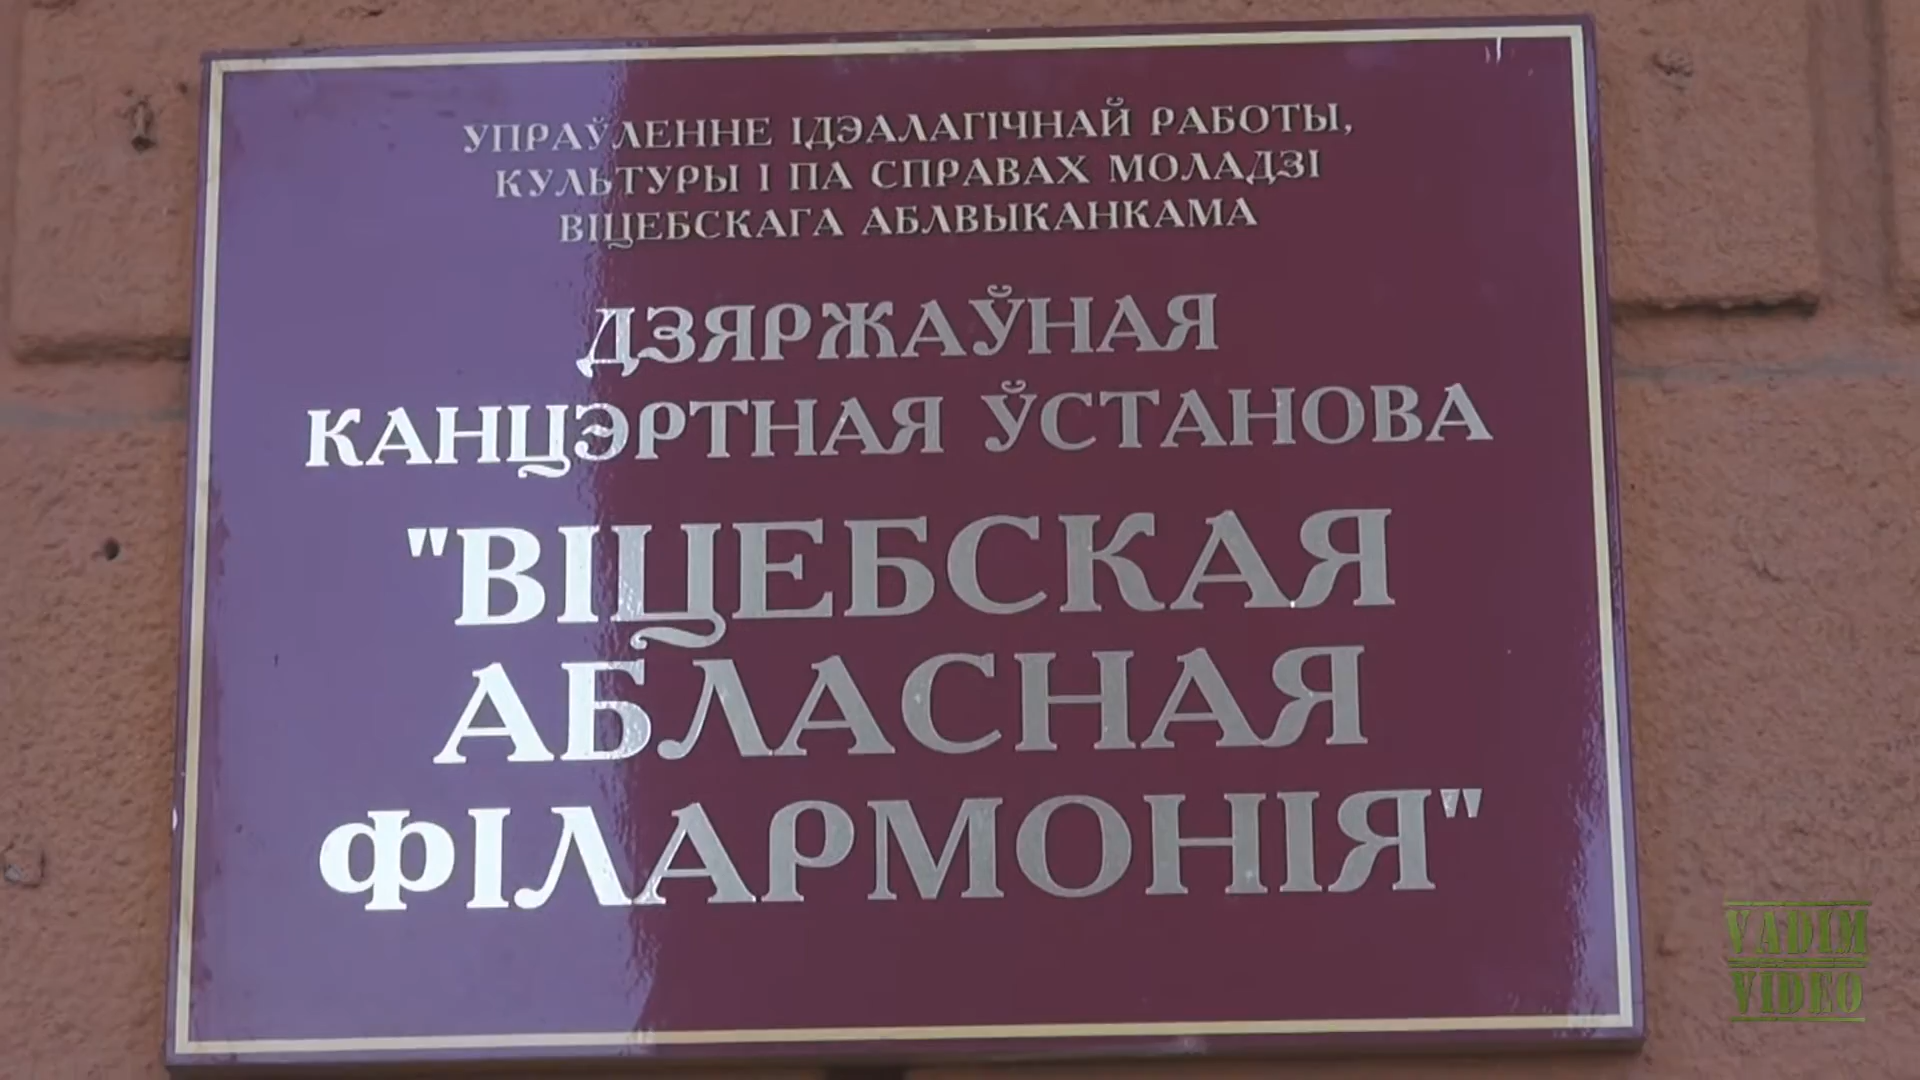 УПРАЎЛЕННЕ ІДЭАЛАГІЧНАЙ РАБОТЫ,
КУЛЬТУРЫ І ПА СПРАВАХ МОЛАДЗІ
ВІЦЕБСКАГА АБЛВЫКАНКАМА
ДЗЯРЖАЎНАЯ
КАНЦЭРТНАЯ ЎСТАНОВА
"ВІЦЕБСКАЯ
АБЛАСНАЯ
ФІЛАРМОНІЯ"
VADIM
VIDEO